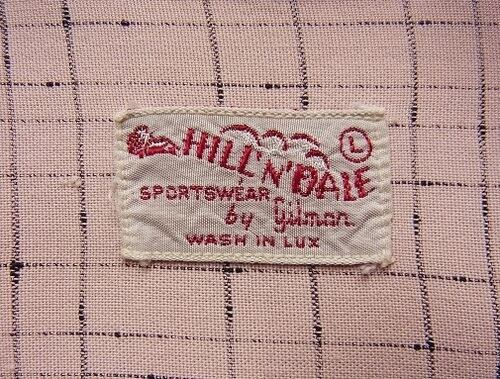 HILL 'N' DALE L
SPORTSWEAR
by Gilman
WASH IN LUX